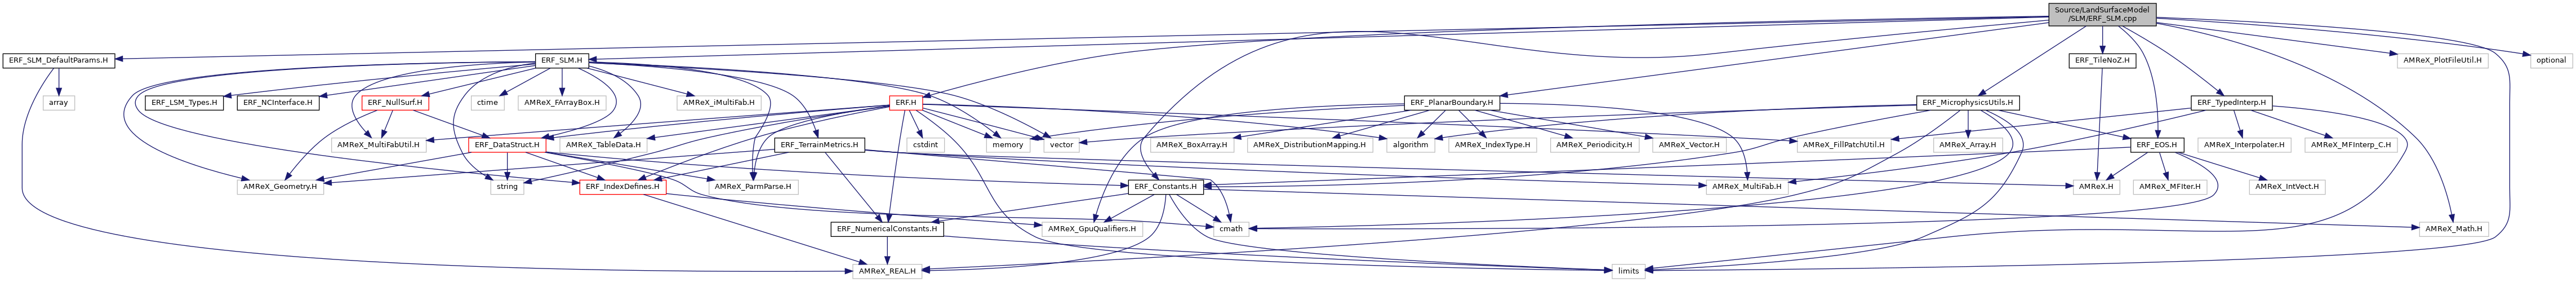 Source/LandSurfaceModel
/SLM/ERF_SLM.cpp
ERF_SLM_DefaultParams.H
ERF_SLM.H
ERF_TileNoZ.H
AMReX_PlotFileUtil.H
optional
array
ERF_LSM_Types.H
ERF_NCInterface.H
ERF_NullSurf.H
ctime
AMReX_FArrayBox.H
AMReX_iMultiFab.H
ERF.H
ERF_PlanarBoundary.H
ERF_MicrophysicsUtils.H
ERF_TypedInterp.H
AMReX_MultiFabUtil.H
ERF_DataStruct.H
AMReX_TableData.H
ERF_TerrainMetrics.H
cstdint
memory
vector
AMReX_BoxArray.H
AMReX_DistributionMapping.H
algorithm
AMReX_IndexType.H
AMReX_Periodicity.H
AMReX_Vector.H
AMReX_FillPatchUtil.H
AMReX_Array.H
ERF_EOS.H
AMReX_Interpolater.H
AMReX_MFInterp_C.H
AMReX_Geometry.H
string
ERF_IndexDefines.H
AMReX_ParmParse.H
ERF_Constants.H
AMReX_MultiFab.H
AMReX.H
AMReX_MFIter.H
AMReX_IntVect.H
ERF_NumericalConstants.H
AMReX_GpuQualifiers.H
cmath
AMReX_Math.H
AMReX_REAL.H
limits